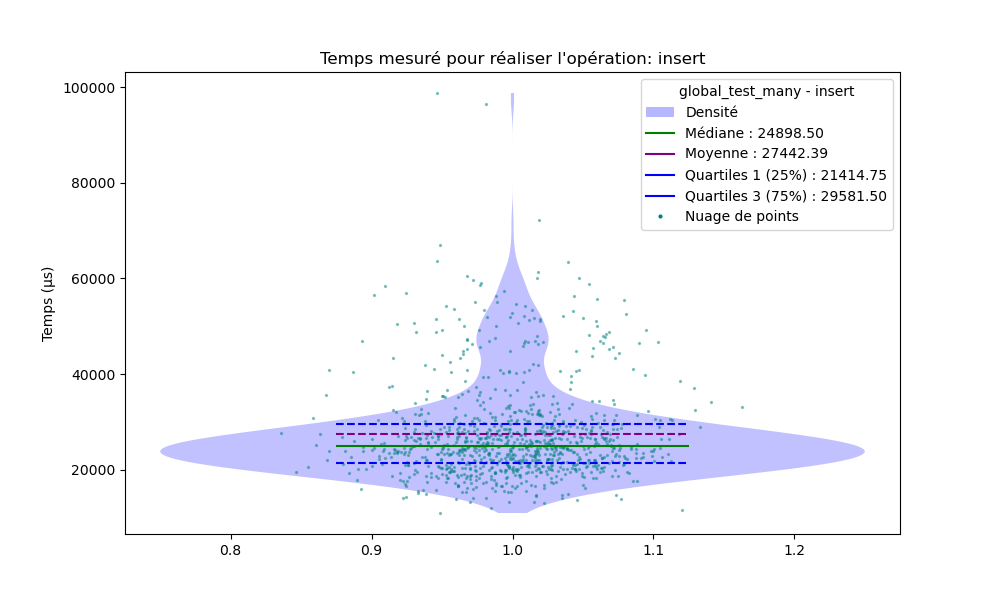 Temps mesuré pour réaliser l'opération: insert
global_test_many - insert
Densité
Médiane : 24898.50
Moyenne : 27442.39
Quartiles 1 (25%) : 21414.75
Quartiles 3 (75%) : 29581.50
Nuage de points
Temps (µs)
100000
80000
60000
40000
20000
0.8
0.9
1.0
1.1
1.2